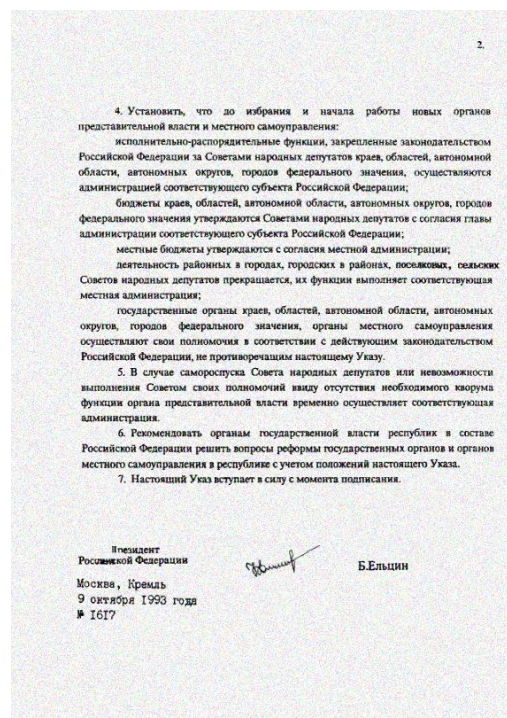 2.
4. Установить, что до избрания и начала работы новых органов
представительной власти и местного самоуправления:
исполнительно-распорядительные функции, закрепленные законодательством
Российской Федерации за Советами народных депутатов краев, областей, автономной
области, автономных округов, городов федерального значения, осуществляются
администрацией соответствующего субъекта Российской Федерации;
бюджеты краев, областей, автономной области, автономных округов, городов
федерального значения утверждаются Советами народных депутатов с согласия главы
администрации соответствующего субъекта Российской Федерации;
местные бюджеты утверждаются с согласия местной администрации;
деятельность районных в городах, городских в районах, поселковых, сельских
Советов народных депутатов прекращается, их функции выполняет соответствующая
местная администрация;
государственные органы краев, областей, автономной области, автономных
округов, городов федерального значения, органы местного самоуправления
осуществляют свои полномочия в соответствии с действующим законодательством
Российской Федерации, не противоречащим настоящему Указу.
5. В случае самороспуска Совета народных депутатов или невозможности
выполнения Советом своих полномочий ввиду отсутствия необходимого кворума
функции органа представительной власти временно осуществляет соответствующая
администрация.
6. Рекомендовать органам государственной власти республик в составе
Российской Федерации решить вопросы реформы государственных органов и органов
местного самоуправления в республике с учетом положений настоящего Указа.
7. Настоящий Указ вступает в силу с момента подписания.
Президент
Российской Федерации
Б.Ельцин
Москва, Кремль
9 октября 1993 года
№ 1617